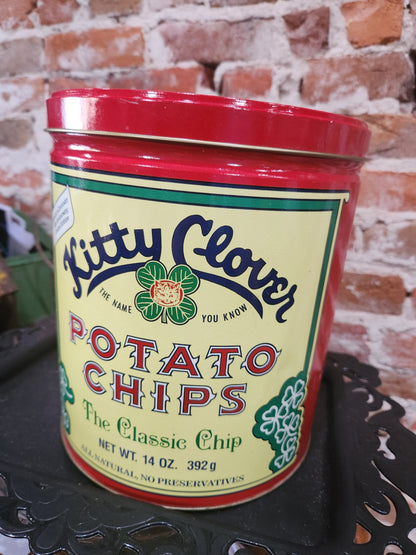 Kitty Clover
THE NAME YOU KNOW
POTATO
CHIPS
The Classic Chip
NET WT. 14 OZ. 392g
ALL NATURAL, NO PRESERVATIVES